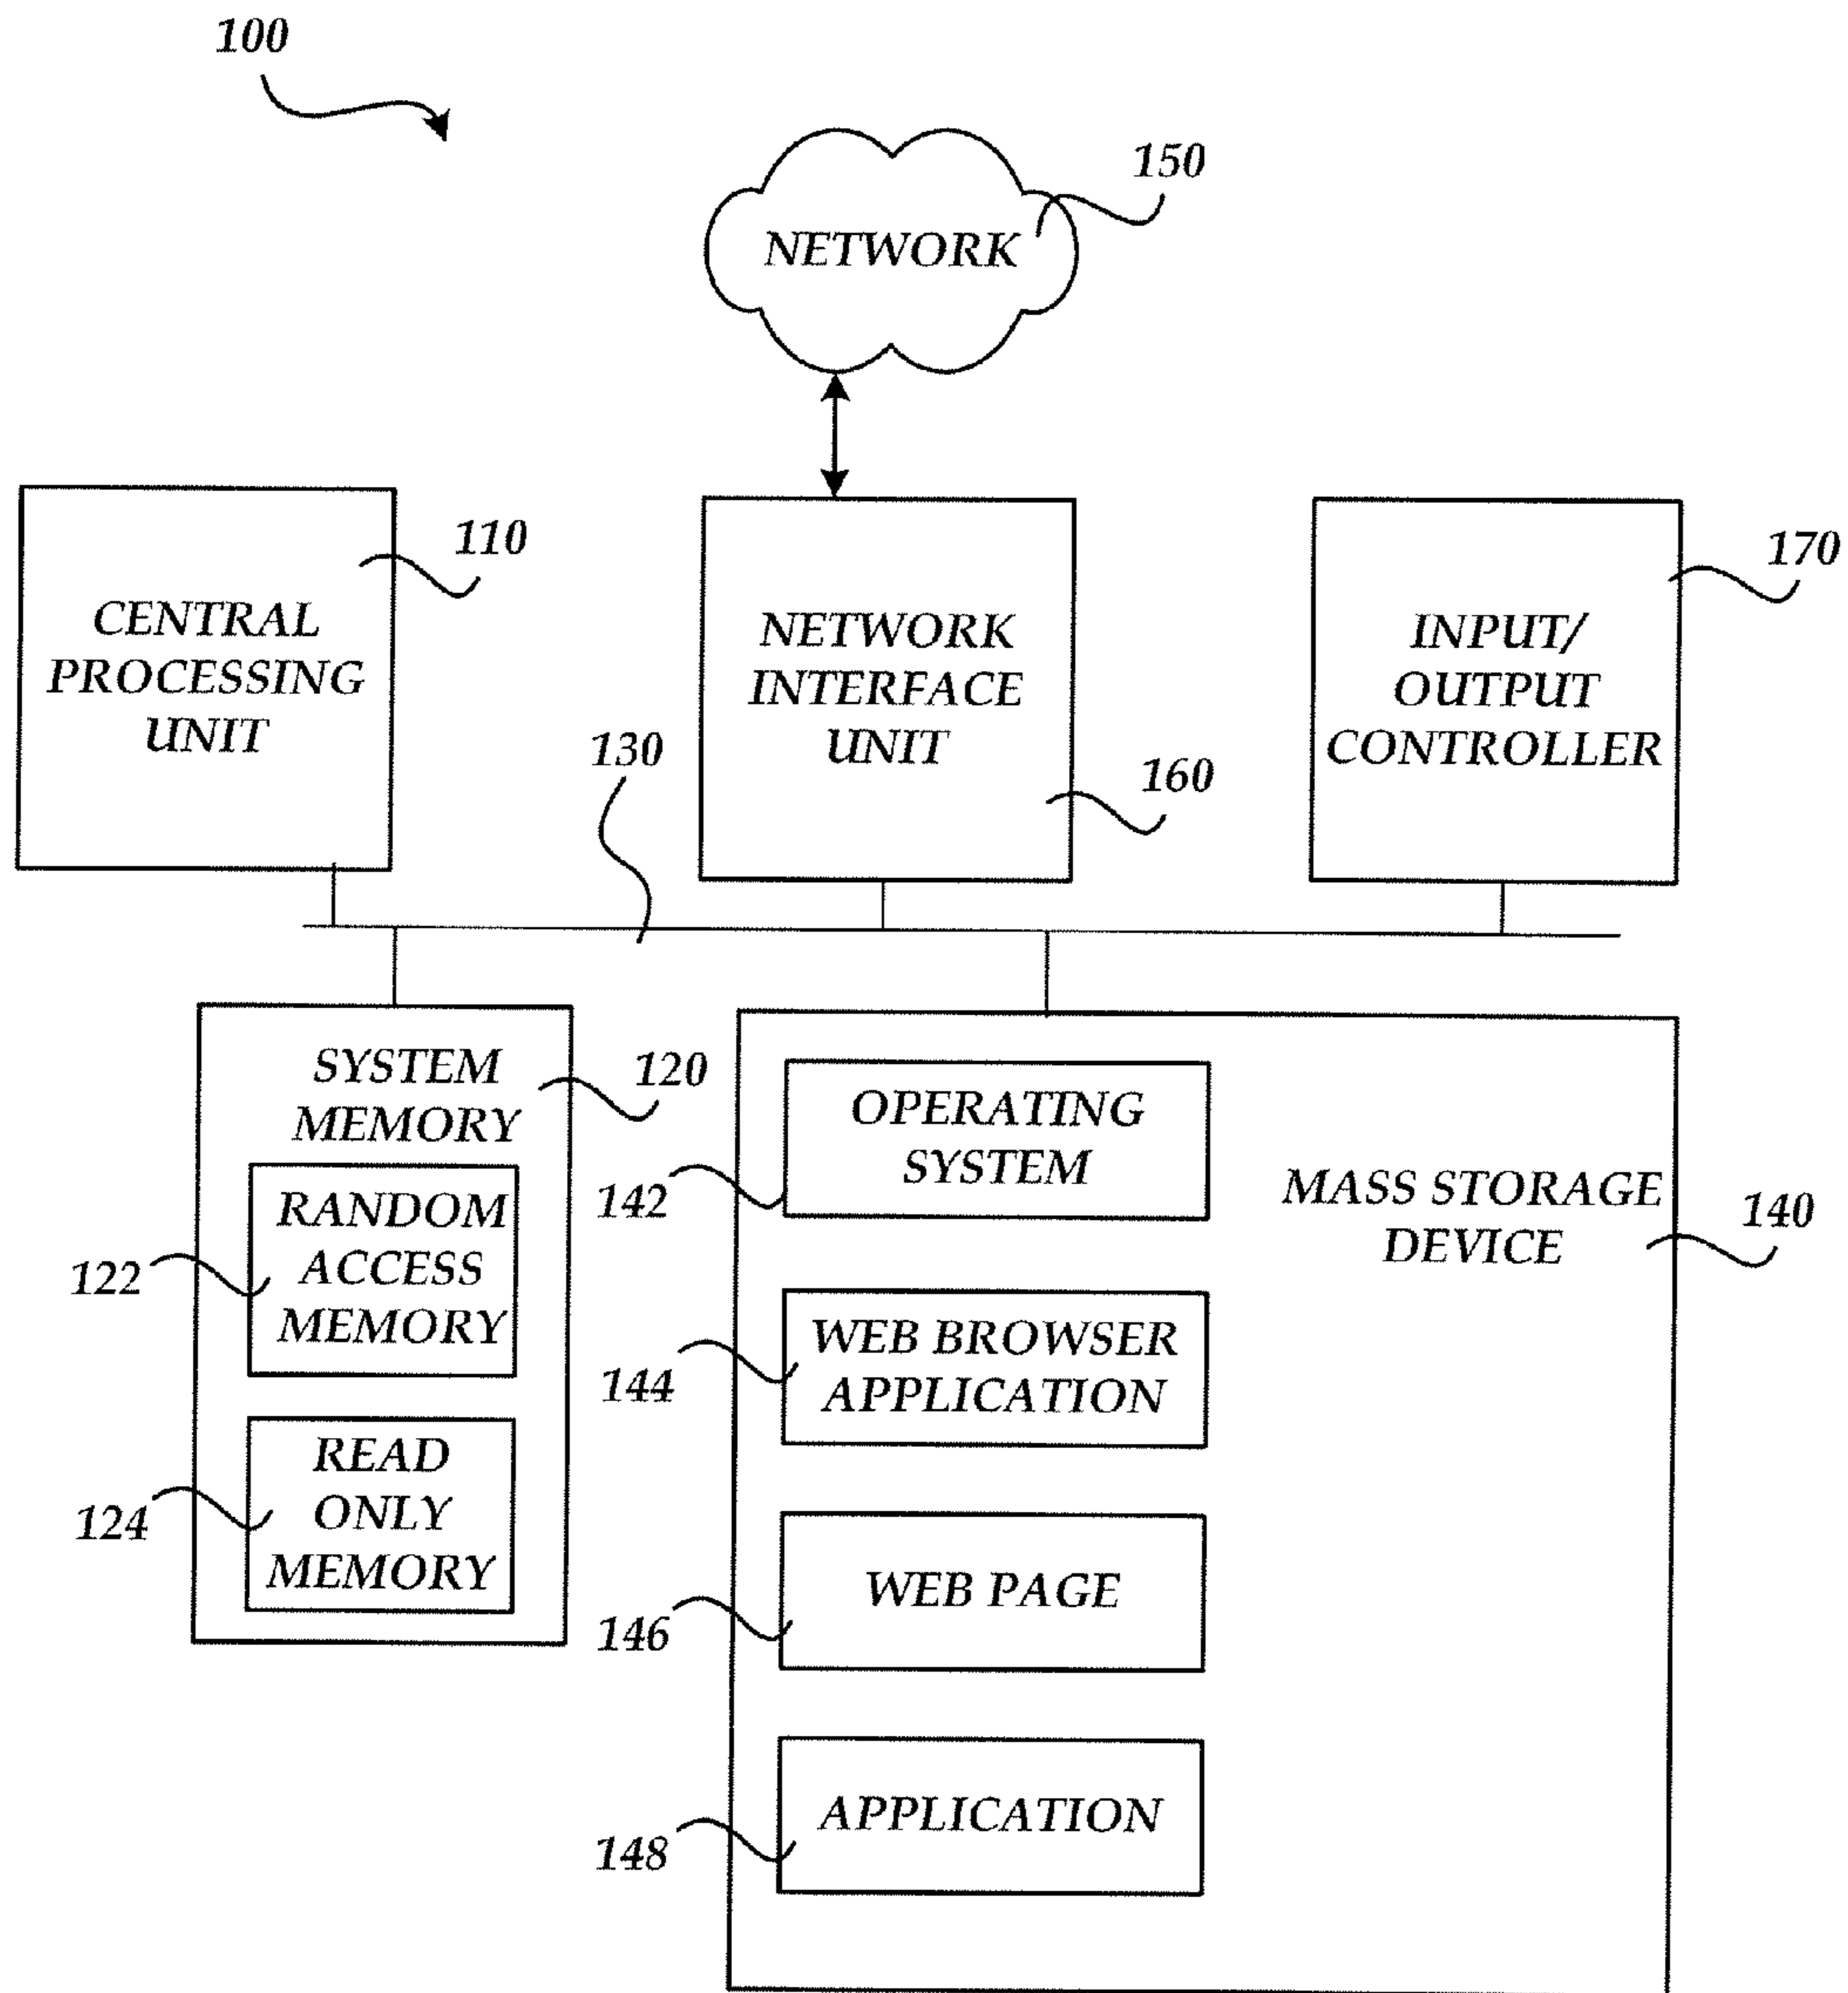 100
150
NETWORK
110
CENTRAL
PROCESSING
UNIT
NETWORK
INTERFACE
UNIT
160
170
INPUT/
OUTPUT
CONTROLLER
130
SYSTEM
MEMORY
120
RANDOM
ACCESS
MEMORY
122
READ
ONLY
MEMORY
124
OPERATING
SYSTEM
142
MASS STORAGE
DEVICE
140
WEB BROWSER
APPLICATION
144
WEB PAGE
146
APPLICATION
148